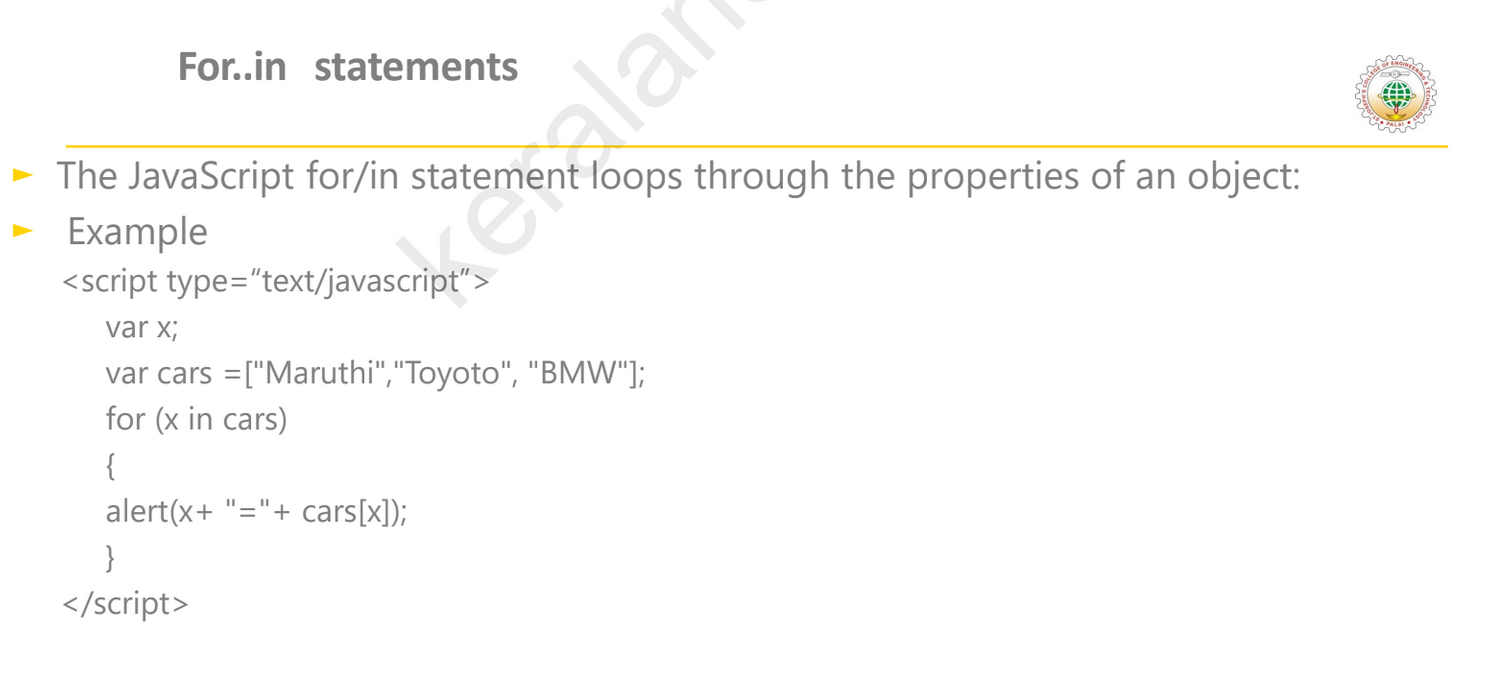 For..in statements
► The JavaScript for/in statement loops through the properties of an object:
► Example
<script type=“text/javascript”>
var x;
var cars =["Maruthi","Toyoto", "BMW"];
for (x in cars)
{
alert(x+ "="+ cars[x]);
}
</script>